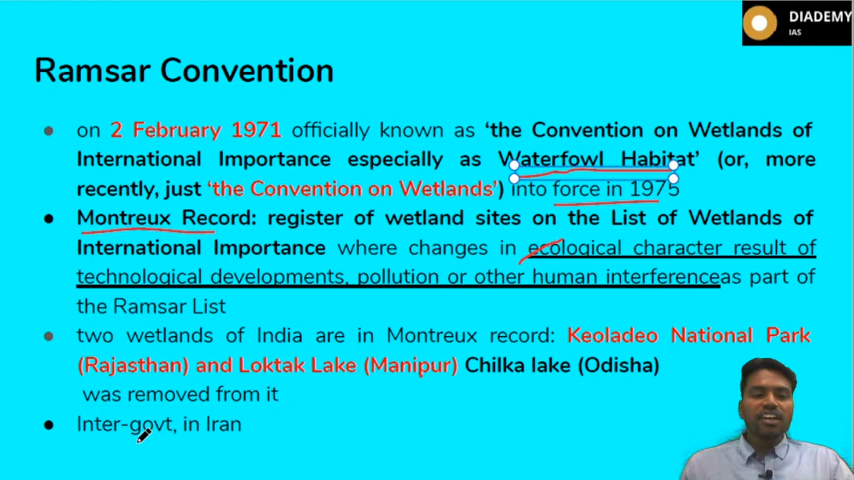 DIADEMY
IAS
Ramsar Convention
● on 2 February 1971 officially known as ‘the Convention on Wetlands of
International Importance especially as Waterfowl Habitat’ (or, more
recently, just ‘the Convention on Wetlands’) into force in 1975
● Montreux Record: register of wetland sites on the List of Wetlands of
International Importance where changes in ecological character result of
technological developments, pollution or other human interferenceas part of
the Ramsar List
● two wetlands of India are in Montreux record: Keoladeo National Park
(Rajasthan) and Loktak Lake (Manipur) Chilka lake (Odisha)
was removed from it
● Inter-govt, in Iran